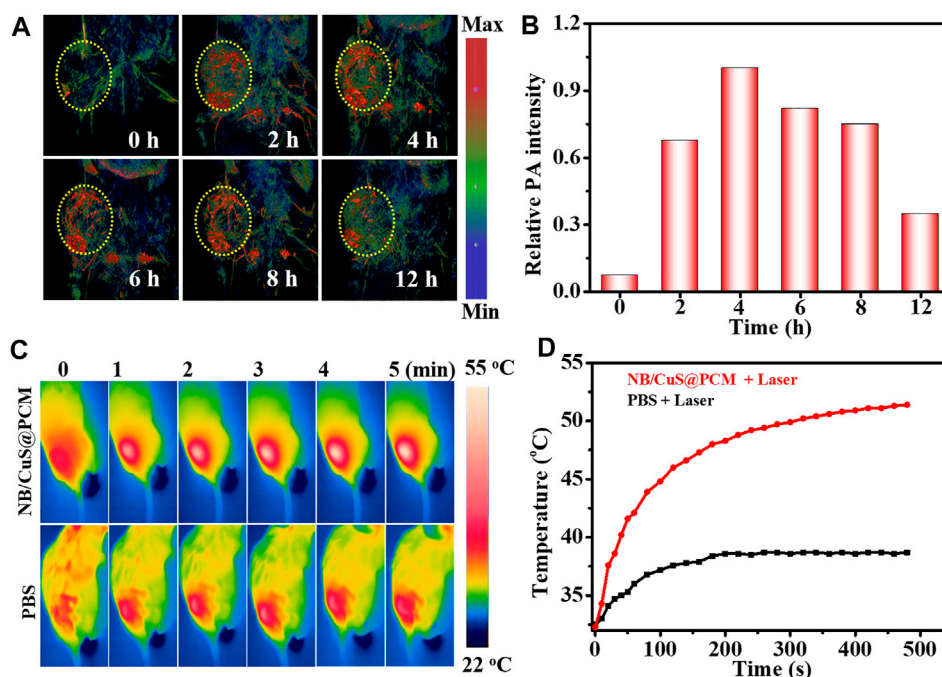 A
Max
0 h
2 h
4 h
6 h
8 h
12 h
Min
B
Relative PA intensity
1.2
0.9
0.6
0.3
0.0
0 2 4 6 8 12
Time (h)
C
0 1 2 3 4 5 (min)
55 °C
NB/CuS@PCM
PBS
22 °C
D
Temperature (°C)
55
50
45
40
35
NB/CuS@PCM + Laser
PBS + Laser
0 100 200 300 400 500
Time (s)